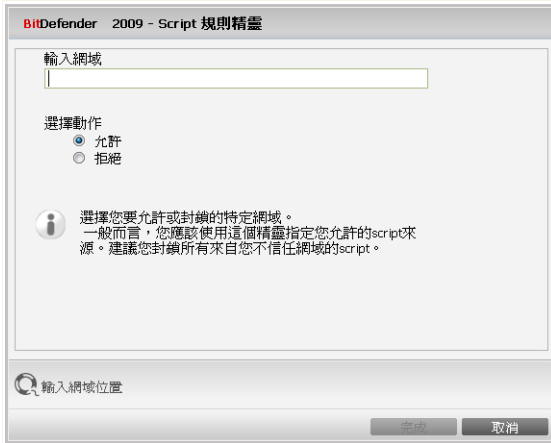 BitDefender 2009 - Script 規則精靈
輸入網域
選擇動作
允許
拒絕
選擇您要允許或封鎖的特定網域。
一般而言，您應該使用這個精靈指定您允許的script來
源。建議您封鎖所有來自您不信任網域的script。
輸入網域位置
完成
取消